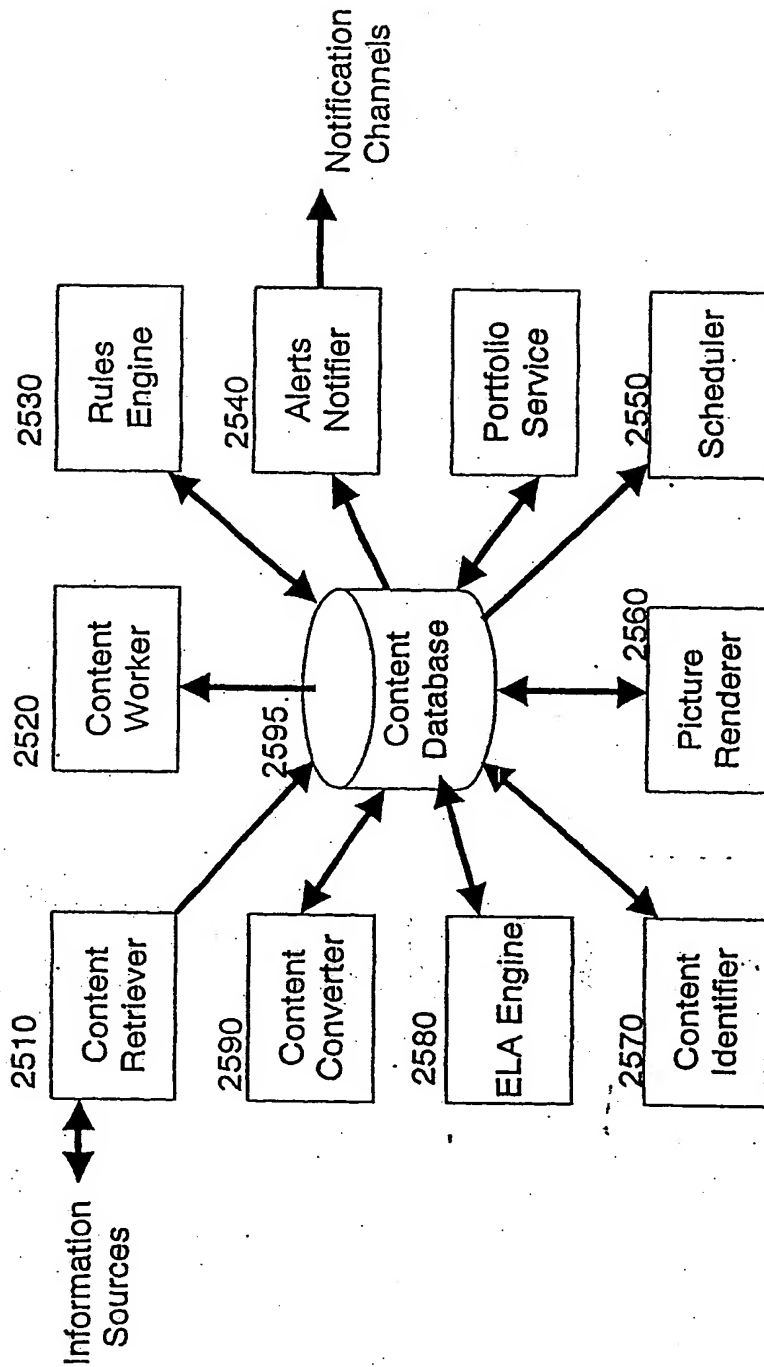 Information
Sources
2510
Content
Retriever
2520
Content
Worker
2530
Rules
Engine
2590
Content
Converter
2595
Content
Database
2540
Alerts
Notifier
Notification
Channels
2580
ELA Engine
Portfolio
Service
2570
Content
Identifier
2560
Picture
Renderer
2550
Scheduler